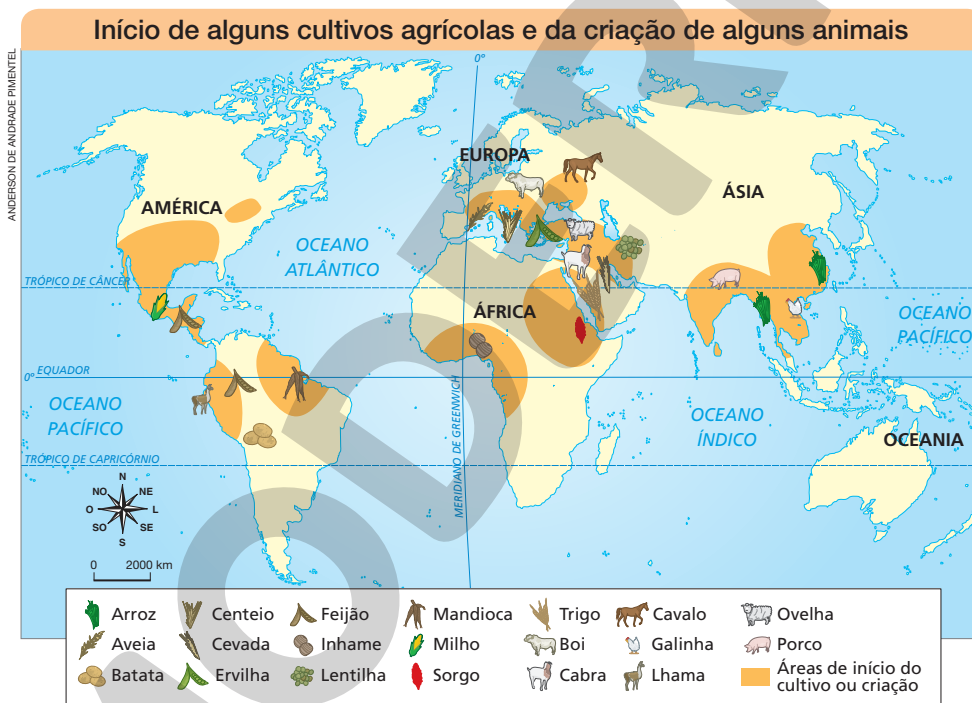 Início de alguns cultivos agrícolas e da criação de alguns animais
ANDERSON DE ANDRADE PIMENTEL
0°
EUROPA
ÁSIA
AMÉRICA
OCEANO
ATLÂNTICO
TRÓPICO DE CÂNCER
ÁFRICA
OCEANO
PACÍFICO
0°
EQUADOR
OCEANO
PACÍFICO
MERIDIANO DE GREENWICH
OCEANO
ÍNDICO
OCEANIA
TRÓPICO DE CAPRICÓRNIO
N
NO NE
O L
SO SE
S
0 2000 km
Arroz Centeio Feijão Mandioca Trigo Cavalo Ovelha
Aveia Cevada Inhame Milho Boi Galinha Porco
Batata Ervilha Lentilha Sorgo Cabra Lhama Áreas de início do
cultivo ou criação